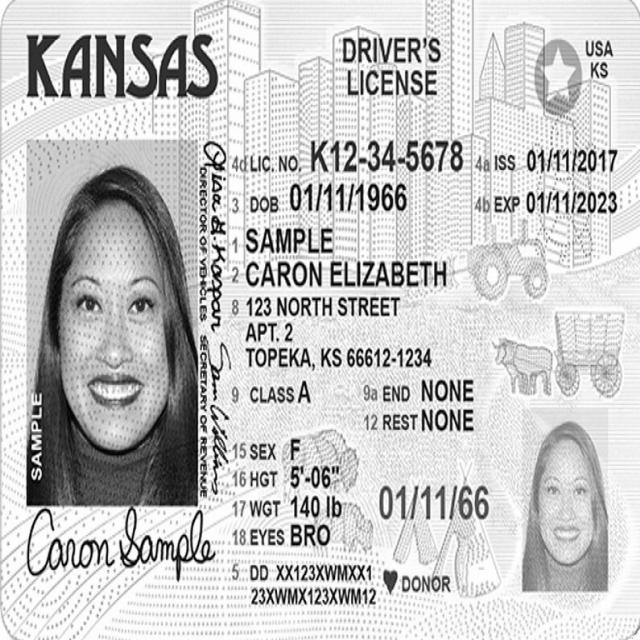 KANSAS
DRIVER'S
LICENSE
USA
KS
4d LIC. NO. K12-34-5678
4a ISS 01/11/2017
3 DOB 01/11/1966
4b EXP 01/11/2023
1 SAMPLE
2 CARON ELIZABETH
8 123 NORTH STREET
APT. 2
TOPEKA, KS 66612-1234
9 CLASS A
9a END NONE
12 REST NONE
15 SEX F
16 HGT 5'-06"
17 WGT 140 lb
18 EYES BRO
01/11/66
5 DD XX123XWMXX1
23XWMX123XWM12
DONOR
SAMPLE
DIRECTOR OF VEHICLES
SECRETARY OF REVENUE
Caron Sample